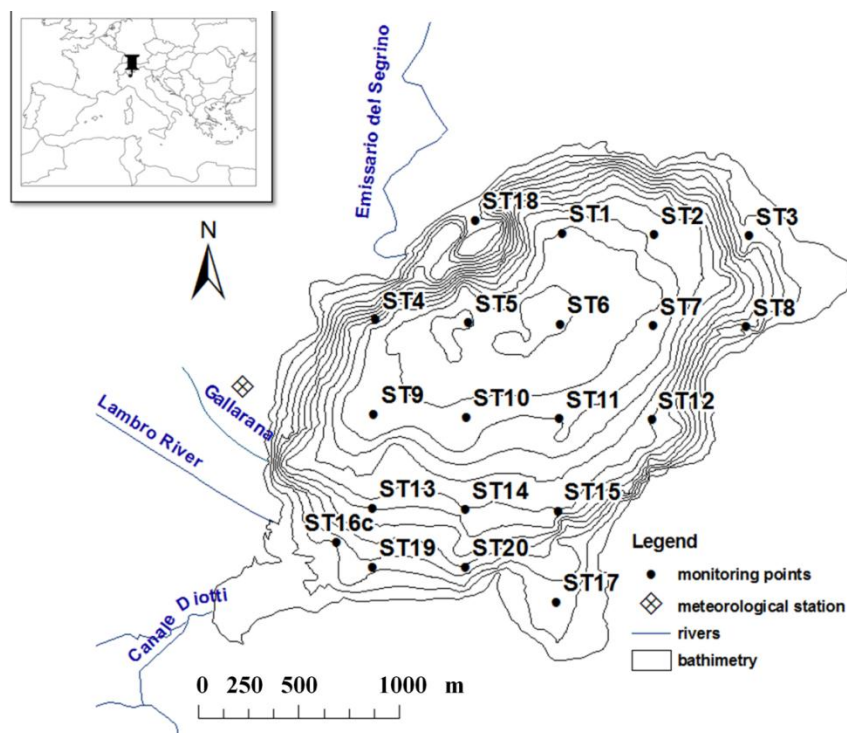 Emissario del Segrino
N
ST18
ST1
ST2
ST3
ST4
ST5
ST6
ST7
ST8
Gallarana
Lambro River
ST9
ST10
ST11
ST12
ST13
ST14
ST15
ST16c
ST19
ST20
ST17
Canale Diotti
Legend
monitoring points
meteorological station
rivers
bathimetry
0 250 500 1000 m